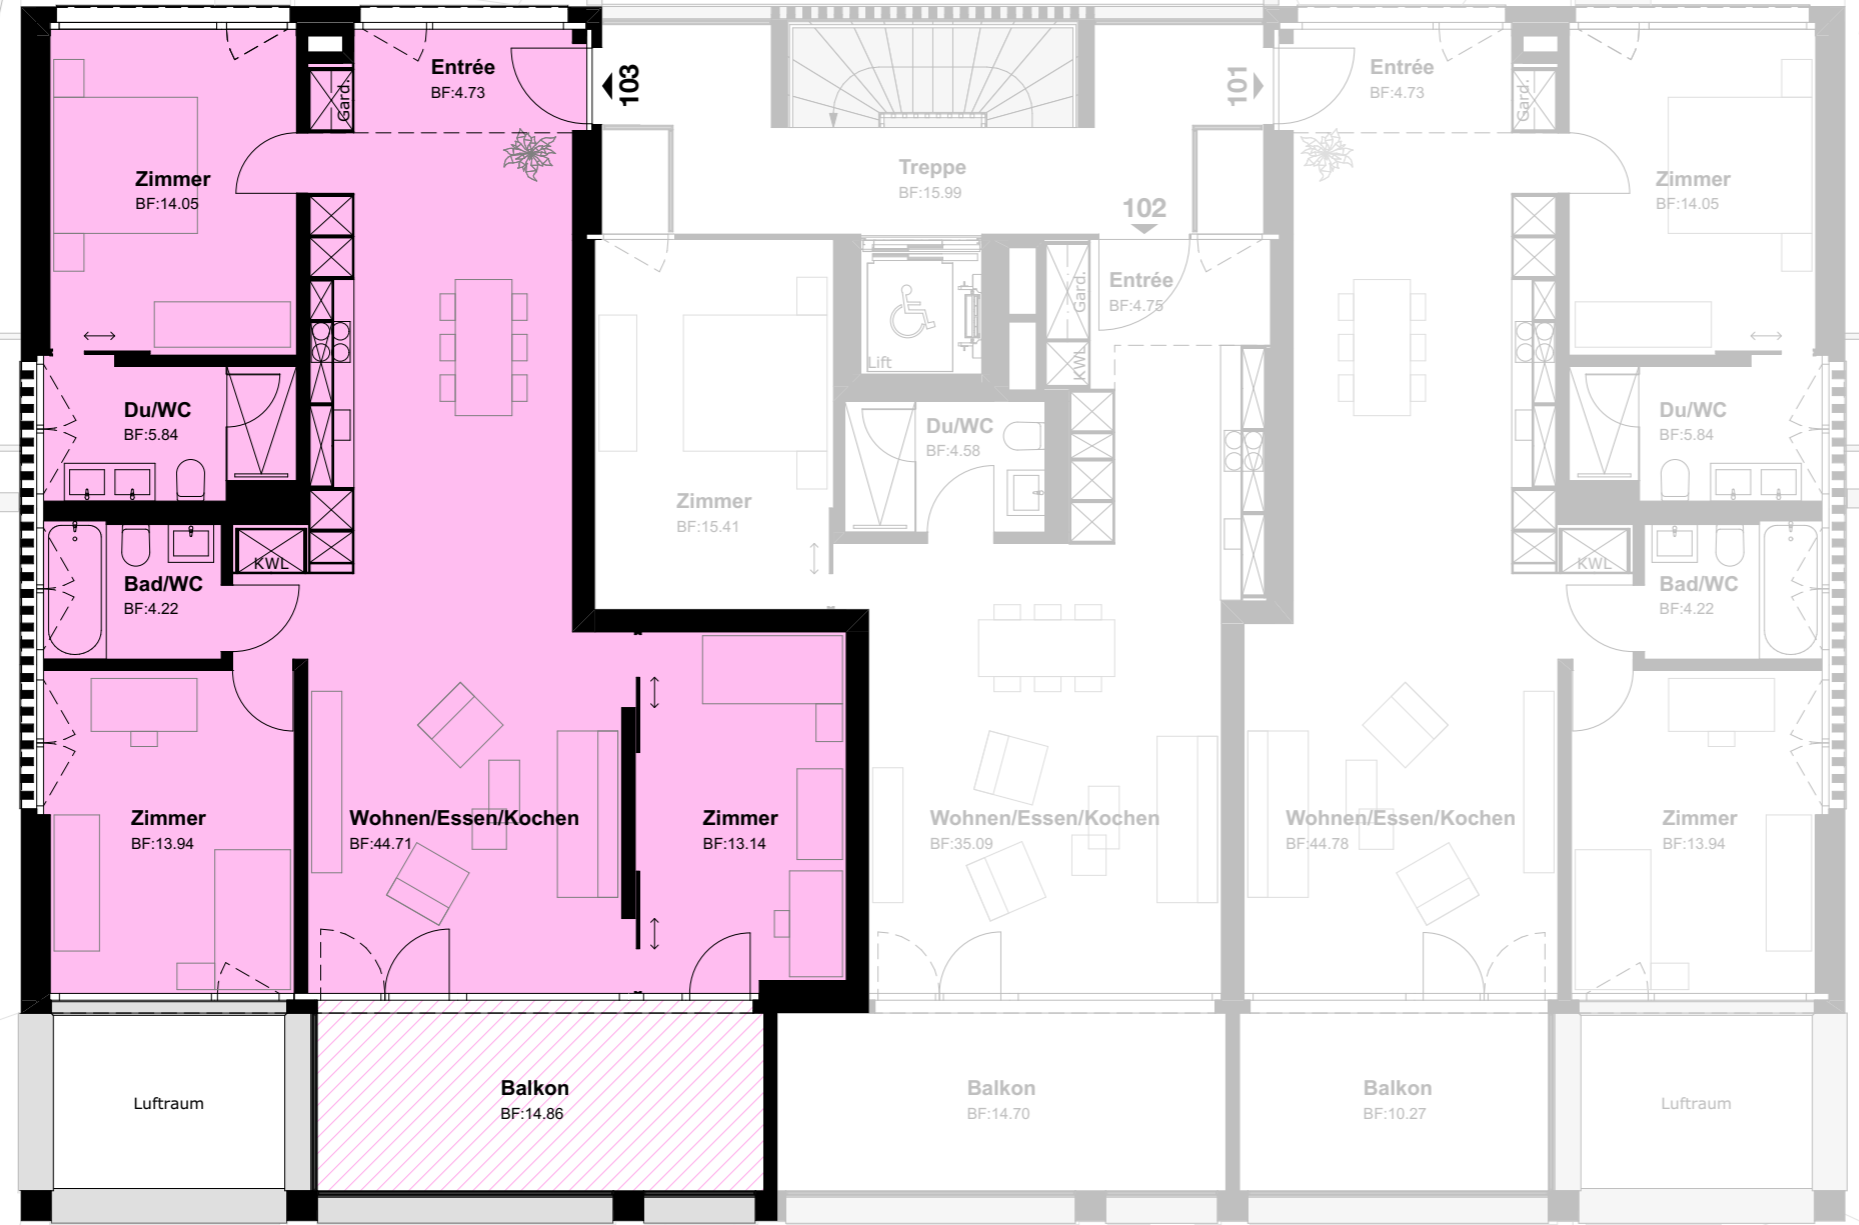 Entrée
BF:4.73
Gard.
103
Zimmer
BF:14.05
Du/WC
BF:5.84
Bad/WC
BF:4.22
KWL
Zimmer
BF:13.94
Wohnen/Essen/Kochen
BF:44.71
Zimmer
BF:13.14
Luftraum
Balkon
BF:14.86
Treppe
BF:15.99
102
Lift
Entrée
BF:4.75
Gard.
KWL
Zimmer
BF:15.41
Du/WC
BF:4.58
Wohnen/Essen/Kochen
BF:35.09
Balkon
BF:14.70
101
Entrée
BF:4.73
Gard.
Zimmer
BF:14.05
Du/WC
BF:5.84
KWL
Bad/WC
BF:4.22
Wohnen/Essen/Kochen
BF:44.78
Zimmer
BF:13.94
Balkon
BF:10.27
Luftraum